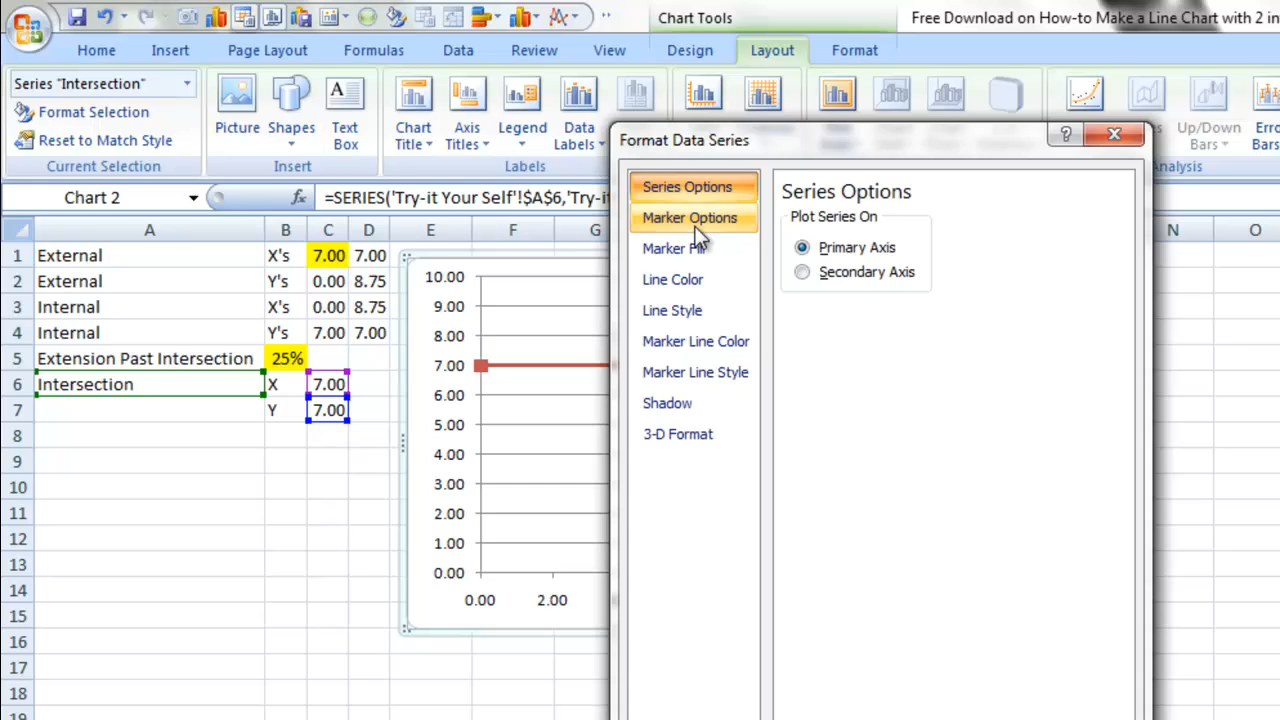 Chart Tools
Free Download on How-to Make a Line Chart with 2 in
Home Insert Page Layout Formulas Data Review View Design Layout Format
Series "Intersection"
Format Selection
Reset to Match Style
Current Selection
Picture Shapes Text Box
Insert
Chart Title Axis Titles Legend Data Labels
Labels
Up/Down Bars Erro Bars
nalysis
Chart 2
fx =SERIES('Try-it Your Self'!$A$6,'Try-i
A B C D E F G N O
1 External X's 7.00 7.00
2 External Y's 0.00 8.75
3 Internal X's 0.00 8.75
4 Internal Y's 7.00 7.00
5 Extension Past Intersection 25%
6 Intersection X 7.00
7 Y 7.00
8
9
10
11
12
13
14
15
16
17
18
19
10.00
9.00
8.00
7.00
6.00
5.00
4.00
3.00
2.00
1.00
0.00
0.00 2.00
Format Data Series
?
Series Options
Marker Options
Marker Fill
Line Color
Line Style
Marker Line Color
Marker Line Style
Shadow
3-D Format
Series Options
Plot Series On
Primary Axis
Secondary Axis